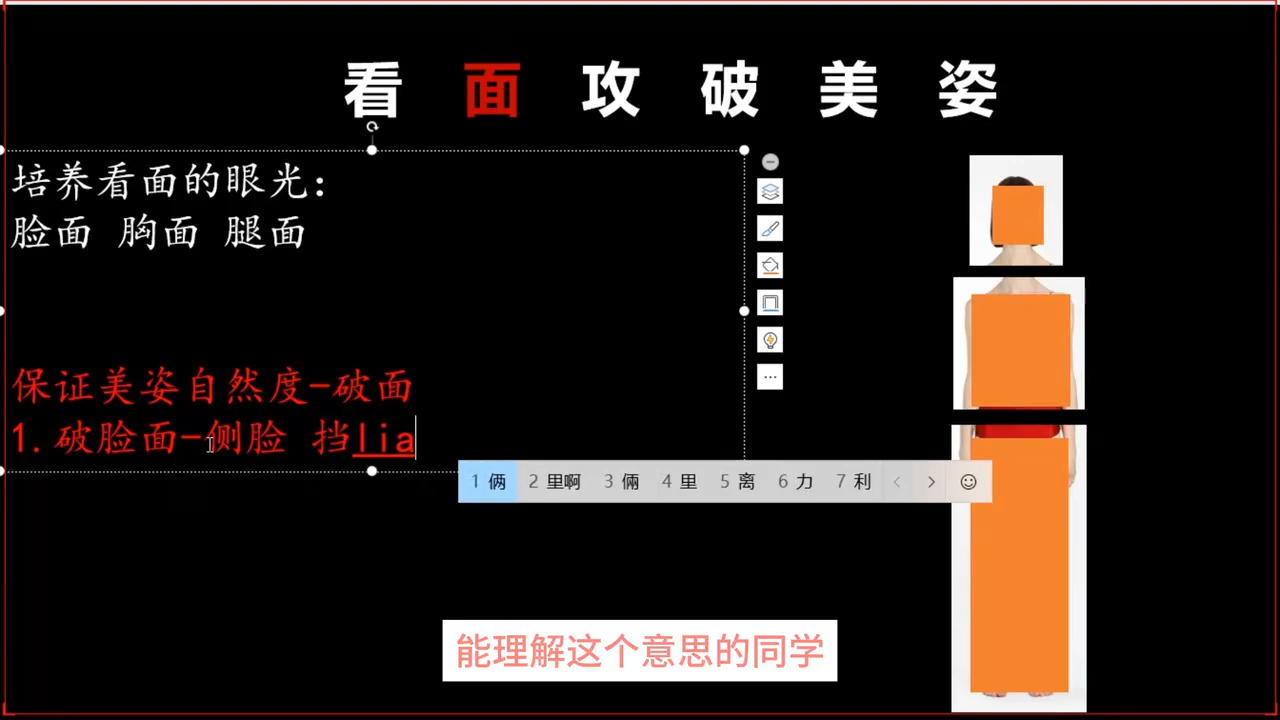 看面攻破美姿
培养看面的眼光：
脸面 胸面 腿面
保证美姿自然度-破面
1.破脸面-侧脸 挡lia
1 俩 2 里啊 3 倆 4 里 5 离 6 力 7 利
能理解这个意思的同学